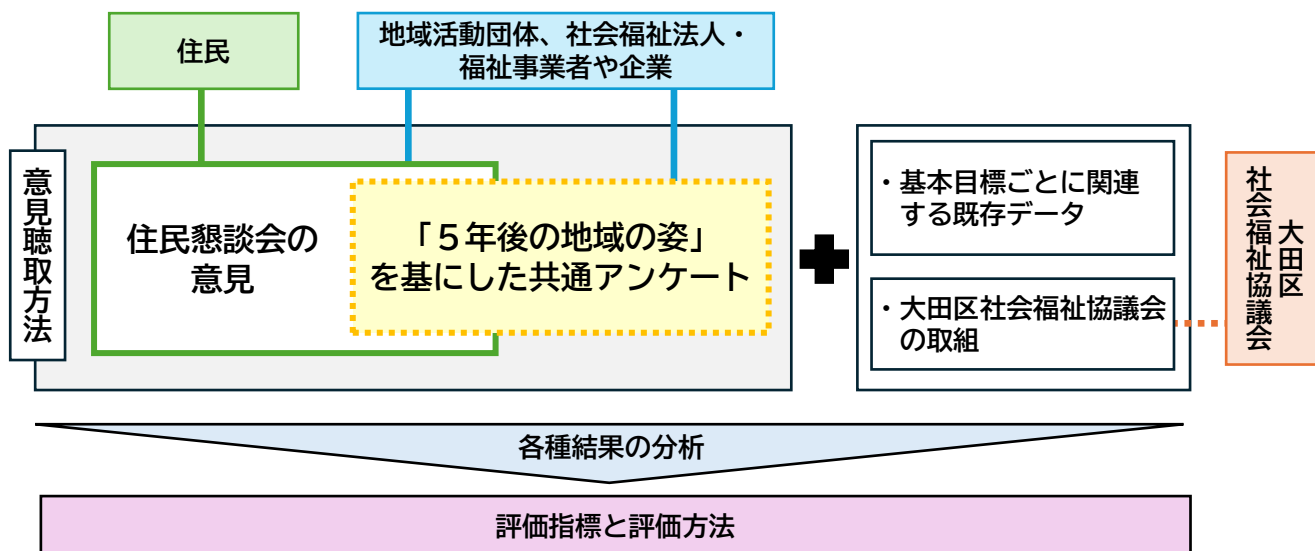 住民
地域活動団体、社会福祉法人・
福祉事業者や企業
意見聴取方法
住民懇談会の
意見
「５年後の地域の姿」
を基にした共通アンケート
・基本目標ごとに関連
する既存データ
・大田区社会福祉協議会
の取組
大田区
社会福祉協議会
各種結果の分析
評価指標と評価方法